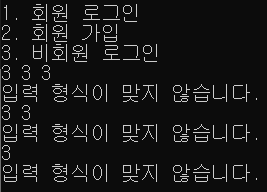 1. 회원 로그인
2. 회원 가입
3. 비회원 로그인
3 3 3
입력 형식이 맞지 않습니다.
3 3
입력 형식이 맞지 않습니다.
3
입력 형식이 맞지 않습니다.